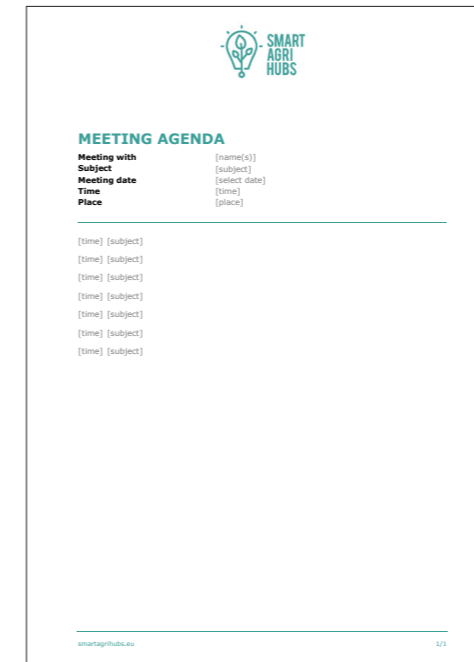 SMART
AGRI
HUBS
MEETING AGENDA
Meeting with [name(s)]
Subject [subject]
Meeting date [select date]
Time [time]
Place [place]
[time] [subject]
[time] [subject]
[time] [subject]
[time] [subject]
[time] [subject]
[time] [subject]
[time] [subject]
smartagrihubs.eu 1/1